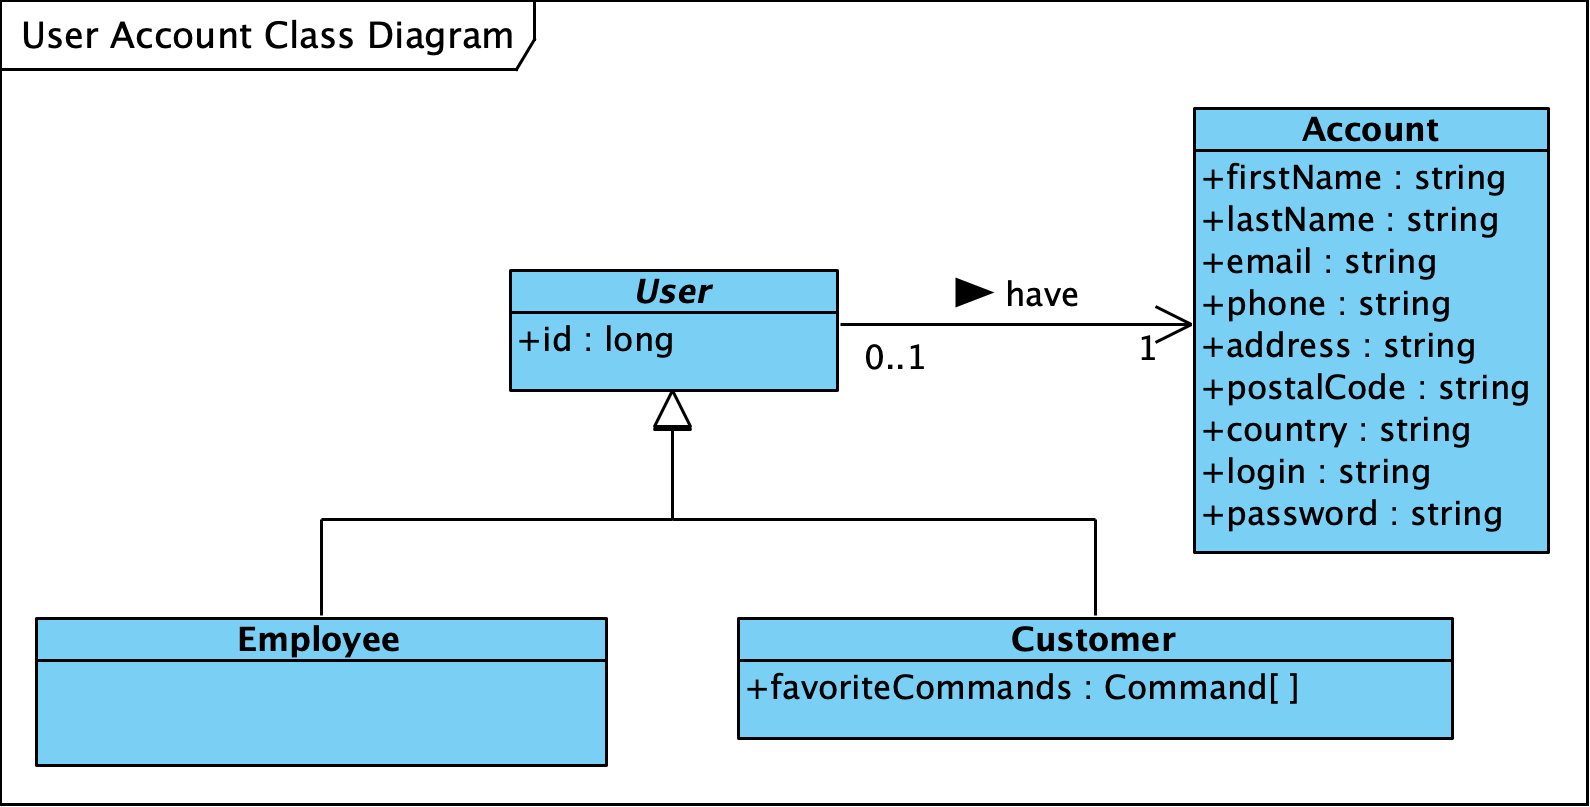 User Account Class Diagram
Account
+firstName : string
+lastName : string
+email : string
+phone : string
+address : string
+postalCode : string
+country : string
+login : string
+password : string
User
+id : long
have
0..1
1
Employee
Customer
+favoriteCommands : Command[ ]